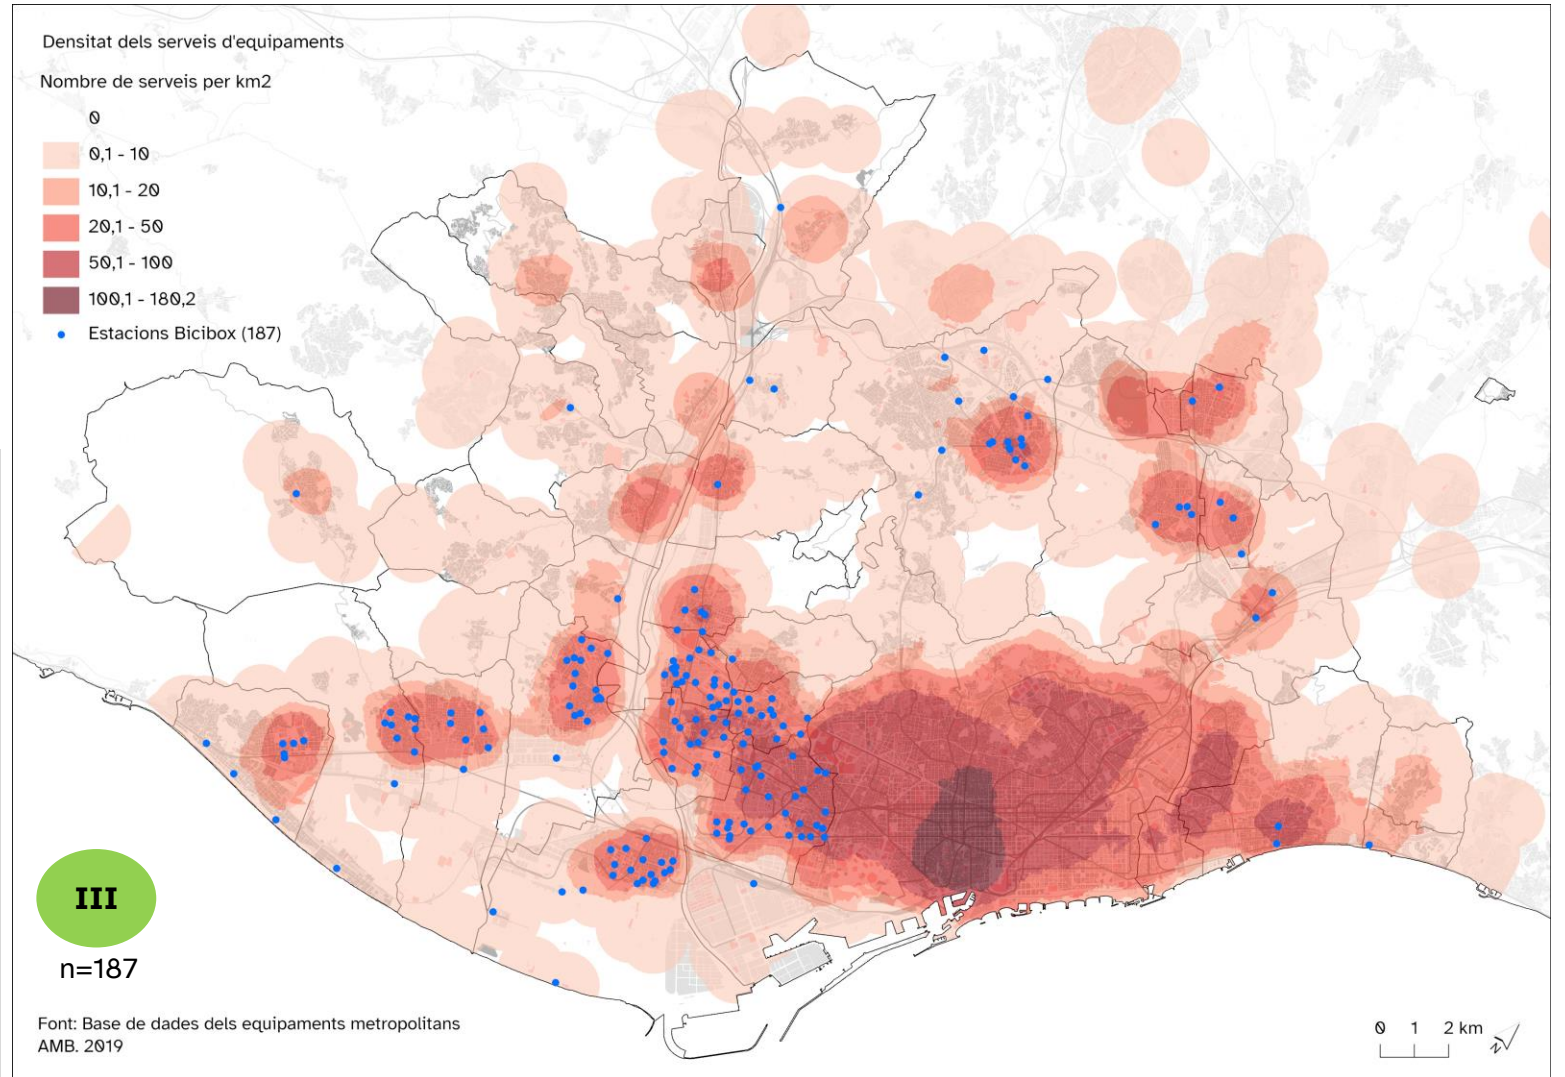 Densitat dels serveis d'equipaments
Nombre de serveis per km2
0
0,1 - 10
10,1 - 20
20,1 - 50
50,1 - 100
100,1 - 180,2
Estacions Bicibox (187)
III
n=187
Font: Base de dades dels equipaments metropolitans
AMB. 2019
0 1 2 km
N